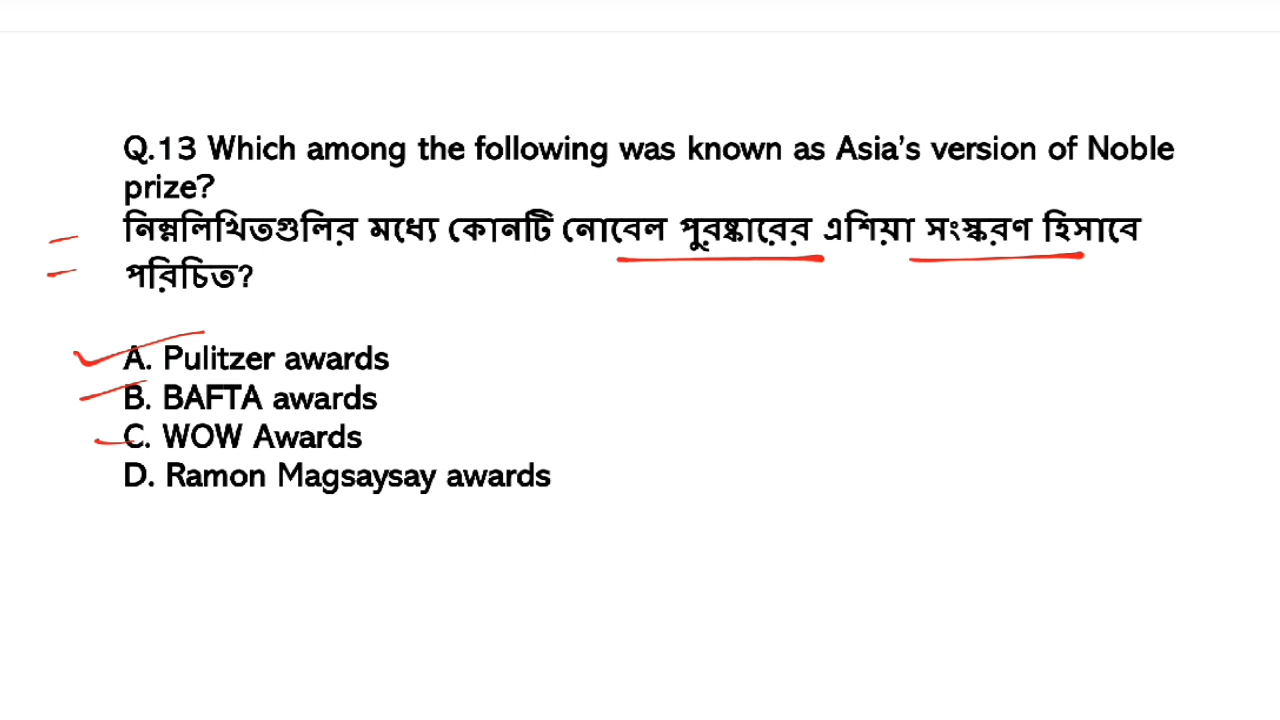 Q.13 Which among the following was known as Asia’s version of Noble
prize?
নিম্নলিখিতগুলির মধ্যে কোনটি নোবেল পুরষ্কারের এশিয়া সংস্করণ হিসাবে
পরিচিত?
A. Pulitzer awards
B. BAFTA awards
C. WOW Awards
D. Ramon Magsaysay awards